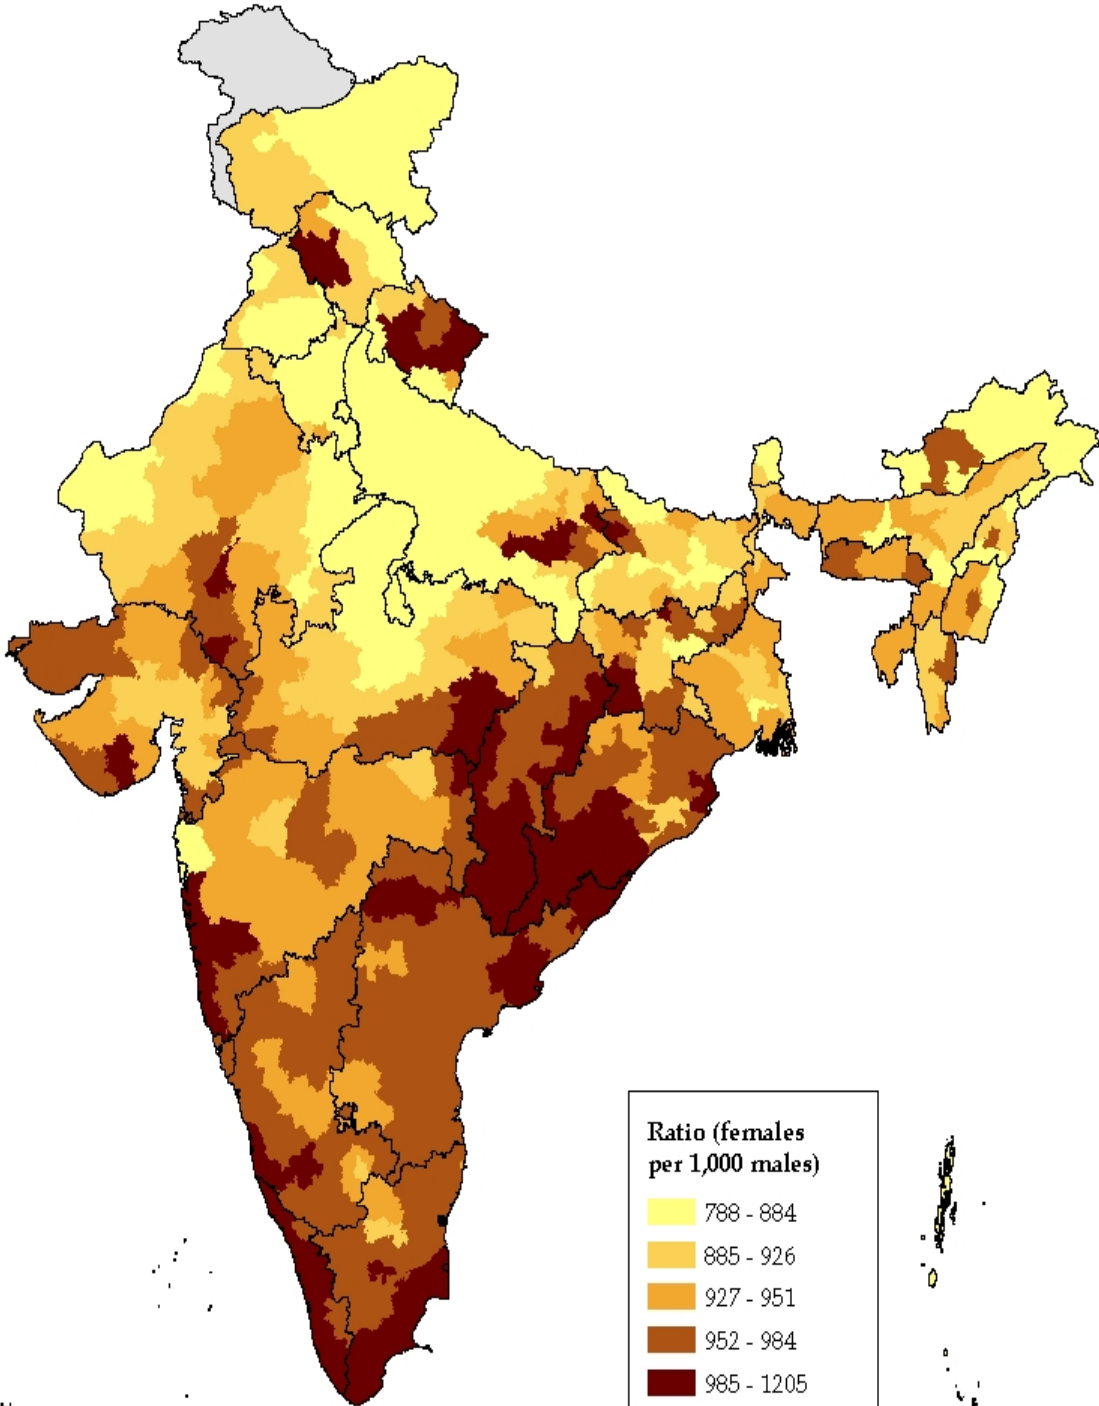 Ratio (females
per 1,000 males)
788 - 884
885 - 926
927 - 951
952 - 984
985 - 1205